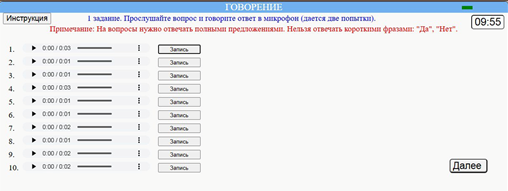 ГОВОРЕНИЕ
Инструкция
1 задание. Прослушайте вопрос и говорите ответ в микрофон (дается две попытки).
09:55
Примечание: На вопросы нужно отвечать полными предложениями. Нельзя отвечать короткими фразами: "Да", "Нет".
1. 0:00 / 0:03 Запись
2. 0:00 / 0:01 Запись
3. 0:00 / 0:01 Запись
4. 0:00 / 0:03 Запись
5. 0:00 / 0:01 Запись
6. 0:00 / 0:01 Запись
7. 0:00 / 0:02 Запись
8. 0:00 / 0:01 Запись
9. 0:00 / 0:02 Запись
10. 0:00 / 0:02 Запись
Далее